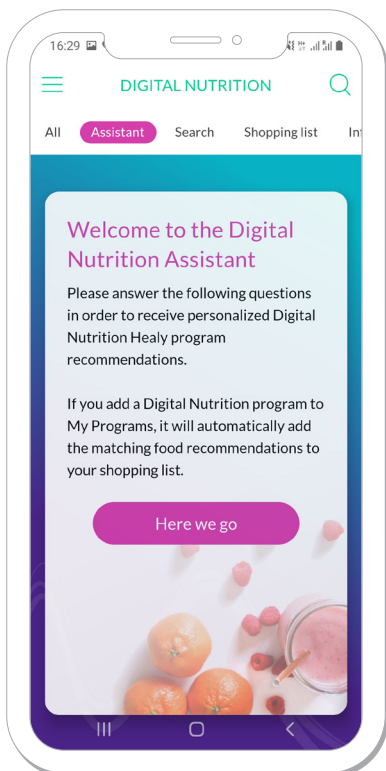 16:29
DIGITAL NUTRITION
All Assistant Search Shopping list
Welcome to the Digital
Nutrition Assistant
Please answer the following questions
in order to receive personalized Digital
Nutrition Healy program
recommendations.
If you add a Digital Nutrition program to
My Programs, it will automatically add
the matching food recommendations to
your shopping list.
Here we go